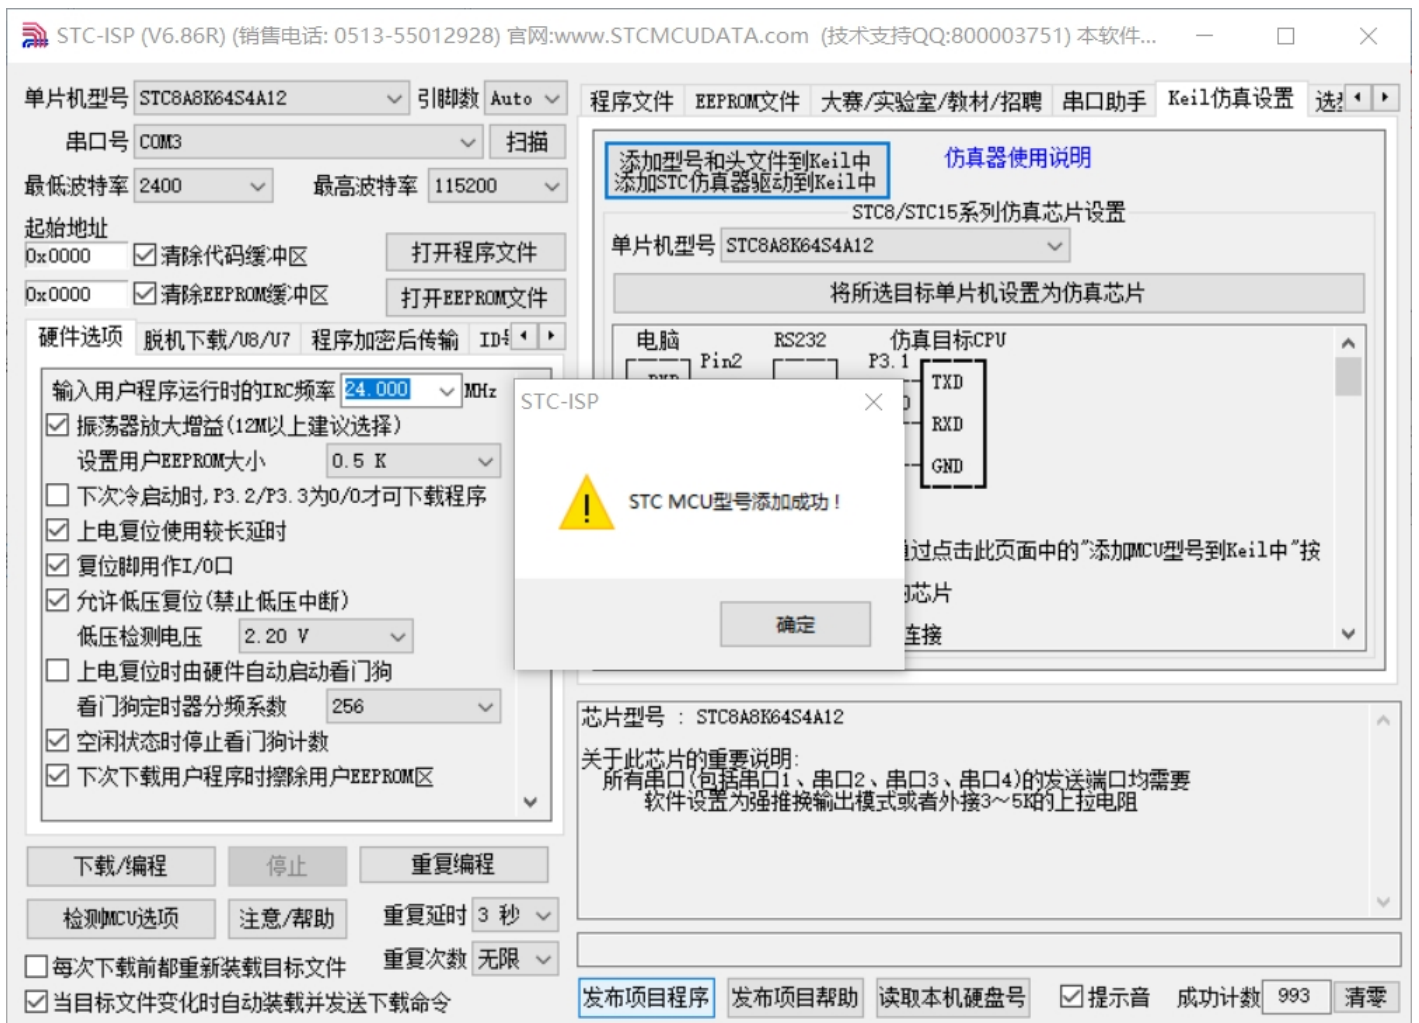 STC-ISP (V6.86R) (销售电话: 0513-55012928) 官网:www.STCMCUDATA.com (技术支持QQ:800003751) 本软件...
单片机型号 STC8A8K64S4A12 引脚数 Auto
串口号 COM3 扫描
最低波特率 2400 最高波特率 115200
起始地址
0x0000 清除代码缓冲区 打开程序文件
0x0000 清除EEPROM缓冲区 打开EEPROM文件
硬件选项 脱机下载/U8/U7 程序加密后传输
输入用户程序运行时的IRC频率 24.000 MHz
振荡器放大增益(12M以上建议选择)
设置用户EEPROM大小 0.5 K
下次冷启动时,P3.2/P3.3为0/0才可下载程序
上电复位使用较长延时
复位脚用作I/O口
允许低压复位(禁止低压中断)
低压检测电压 2.20 V
上电复位时由硬件自动启动看门狗
看门狗定时器分频系数 256
空闲状态时停止看门狗计数
下次下载用户程序时擦除用户EEPROM区
下载/编程 停止 重复编程
检测MCU选项 注意/帮助 重复延时 3 秒
重复次数 无限
每次下载前都重新装载目标文件
当目标文件变化时自动装载并发送下载命令
程序文件 EEPROM文件 大赛/实验室/教材/招聘 串口助手 Keil仿真设置
添加型号和头文件到Keil中
添加STC仿真器驱动到Keil中
仿真器使用说明
STC8/STC15系列仿真芯片设置
单片机型号 STC8A8K64S4A12
将所选目标单片机设置为仿真芯片
电脑 RS232 仿真目标CPU
Pin2 P3.1
TXD
RXD
GND
过点击此页面中的"添加MCU型号到Keil中"按
芯片
连接
STC-ISP
STC MCU型号添加成功！
确定
芯片型号 : STC8A8K64S4A12
关于此芯片的重要说明:
所有串口(包括串口1、串口2、串口3、串口4)的发送端口均需要
软件设置为强推挽输出模式或者外接3～5K的上拉电阻
发布项目程序 发布项目帮助 读取本机硬盘号 提示音 成功计数 993 清零